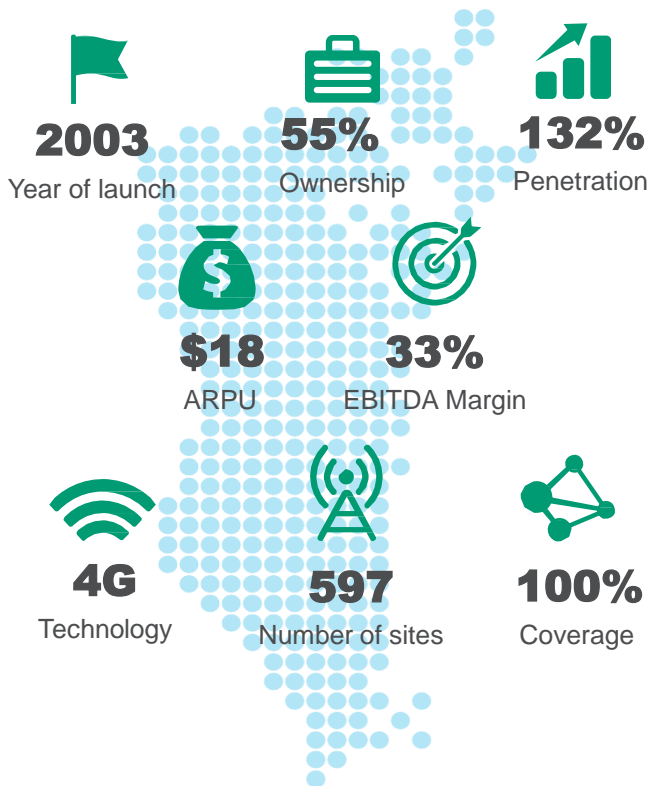 2003
Year of launch
55%
Ownership
132%
Penetration
$
$18
ARPU
33%
EBITDA Margin
4G
Technology
597
Number of sites
100%
Coverage